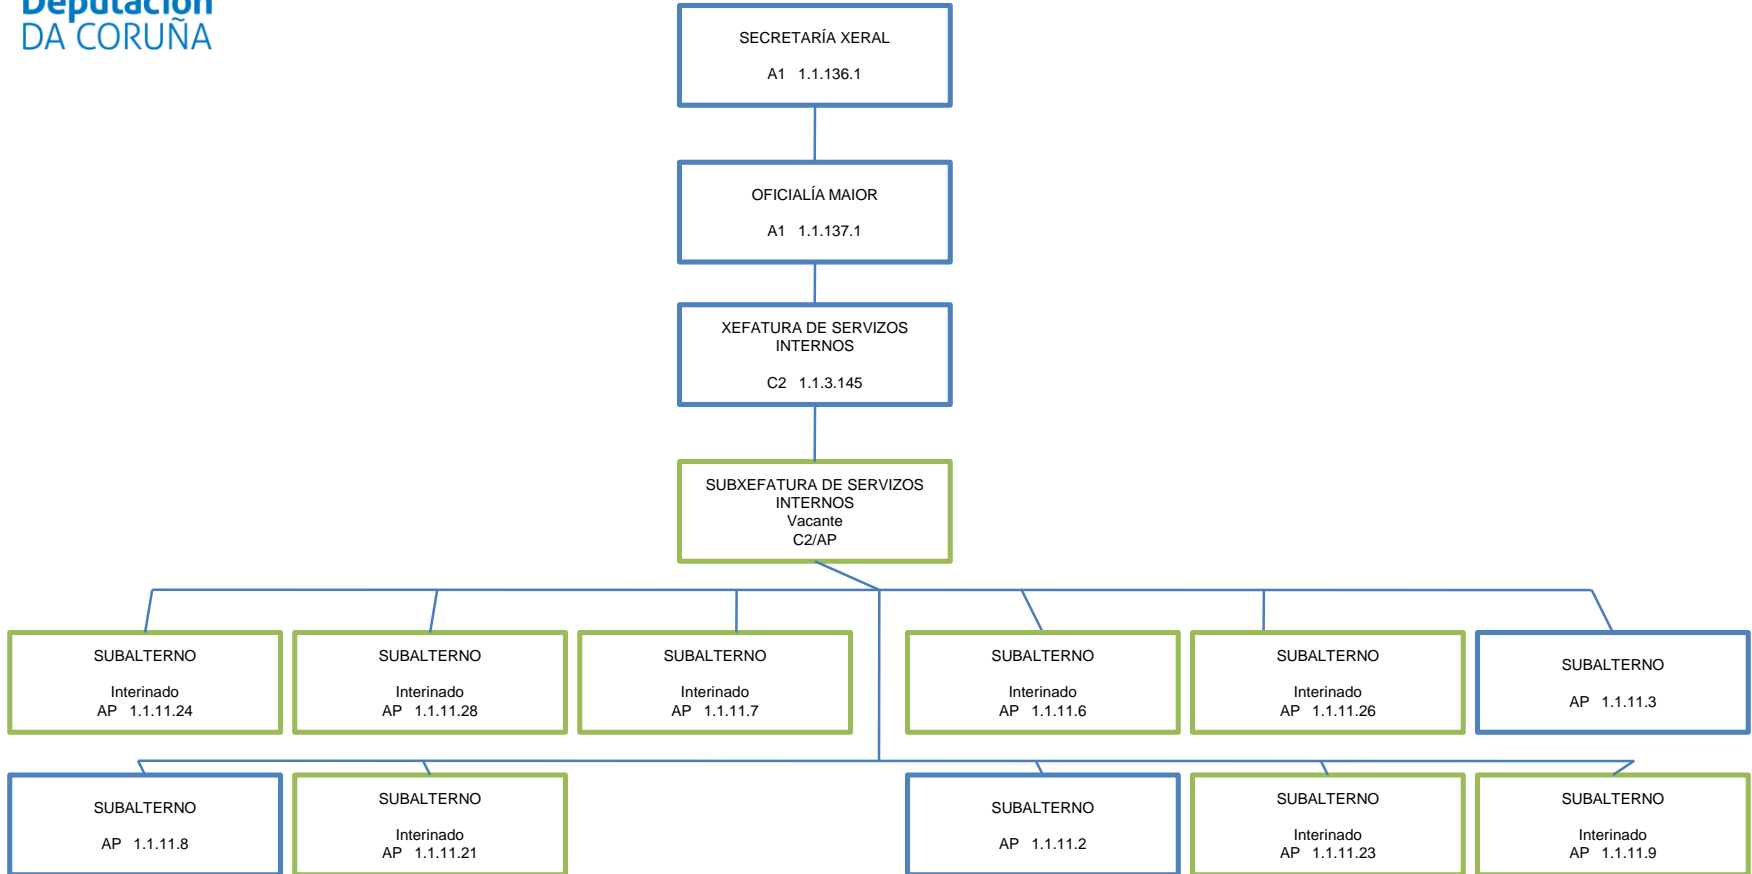 Deputación
DA CORUÑA
SECRETARÍA XERAL
A1 1.1.136.1
OFICIALÍA MAIOR
A1 1.1.137.1
XEFATURA DE SERVIZOS
INTERNOS
C2 1.1.3.145
SUBXEFATURA DE SERVIZOS
INTERNOS
Vacante
C2/AP
SUBALTERNO
Interinado
AP 1.1.11.24
SUBALTERNO
Interinado
AP 1.1.11.28
SUBALTERNO
Interinado
AP 1.1.11.7
SUBALTERNO
Interinado
AP 1.1.11.6
SUBALTERNO
Interinado
AP 1.1.11.26
SUBALTERNO
AP 1.1.11.3
SUBALTERNO
AP 1.1.11.8
SUBALTERNO
Interinado
AP 1.1.11.21
SUBALTERNO
AP 1.1.11.2
SUBALTERNO
Interinado
AP 1.1.11.23
SUBALTERNO
Interinado
AP 1.1.11.9